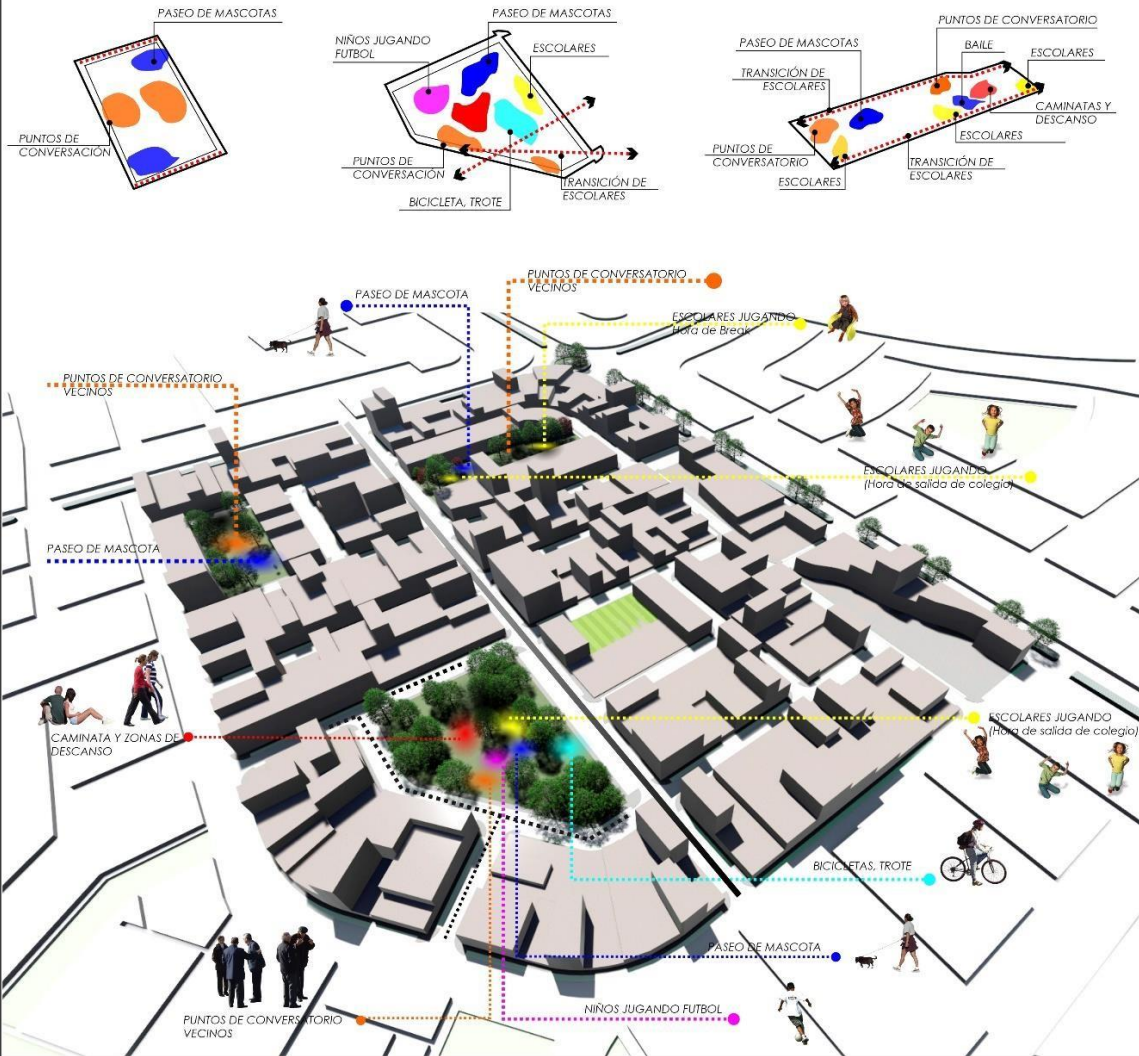 PASEO DE MASCOTAS
PUNTOS DE
CONVERSACIÓN
PASEO DE MASCOTAS
NIÑOS JUGANDO
FUTBOL
ESCOLARES
PUNTOS DE
CONVERSACIÓN
TRANSICIÓN DE
ESCOLARES
BICICLETA, TROTE
PUNTOS DE CONVERSATORIO
PASEO DE MASCOTAS
BAILE
ESCOLARES
TRANSICIÓN DE
ESCOLARES
CAMINATAS Y
DESCANSO
ESCOLARES
PUNTOS DE
CONVERSATORIO
TRANSICIÓN DE
ESCOLARES
ESCOLARES
PUNTOS DE CONVERSATORIO
VECINOS
PASEO DE MASCOTA
ESCOLARES JUGANDO
Hora de Break
PUNTOS DE CONVERSATORIO
VECINOS
ESCOLARES JUGANDO
(Hora de salida de colegio)
PASEO DE MASCOTA
CAMINATA Y ZONAS DE
DESCANSO
ESCOLARES JUGANDO
(Hora de salida de colegio)
BICICLETAS, TROTE
PASEO DE MASCOTA
NIÑOS JUGANDO FUTBOL
PUNTOS DE CONVERSATORIO
VECINOS